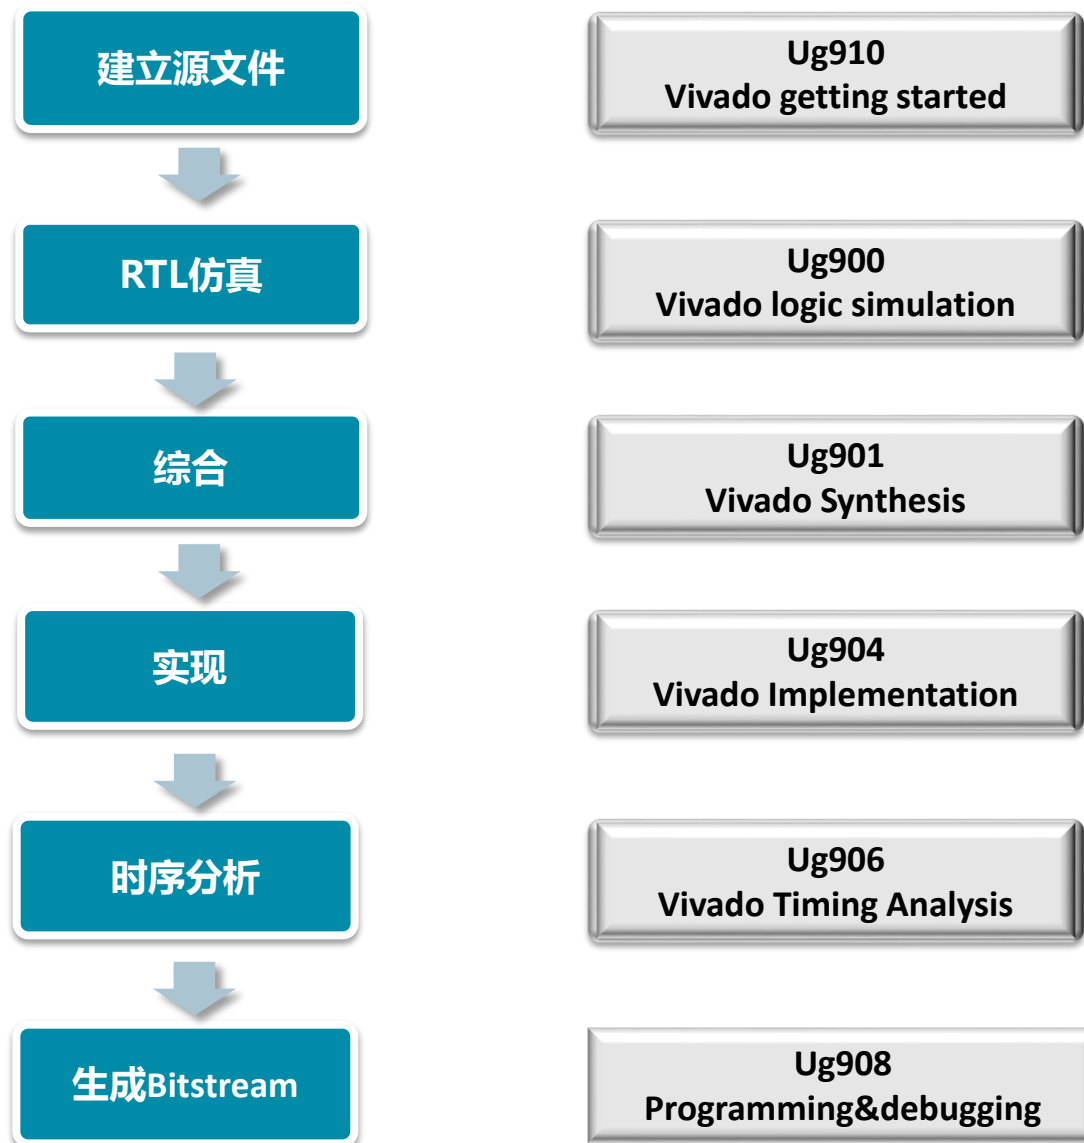 建立源文件
Ug910
Vivado getting started
RTL仿真
Ug900
Vivado logic simulation
综合
Ug901
Vivado Synthesis
实现
Ug904
Vivado Implementation
时序分析
Ug906
Vivado Timing Analysis
生成Bitstream
Ug908
Programming&debugging